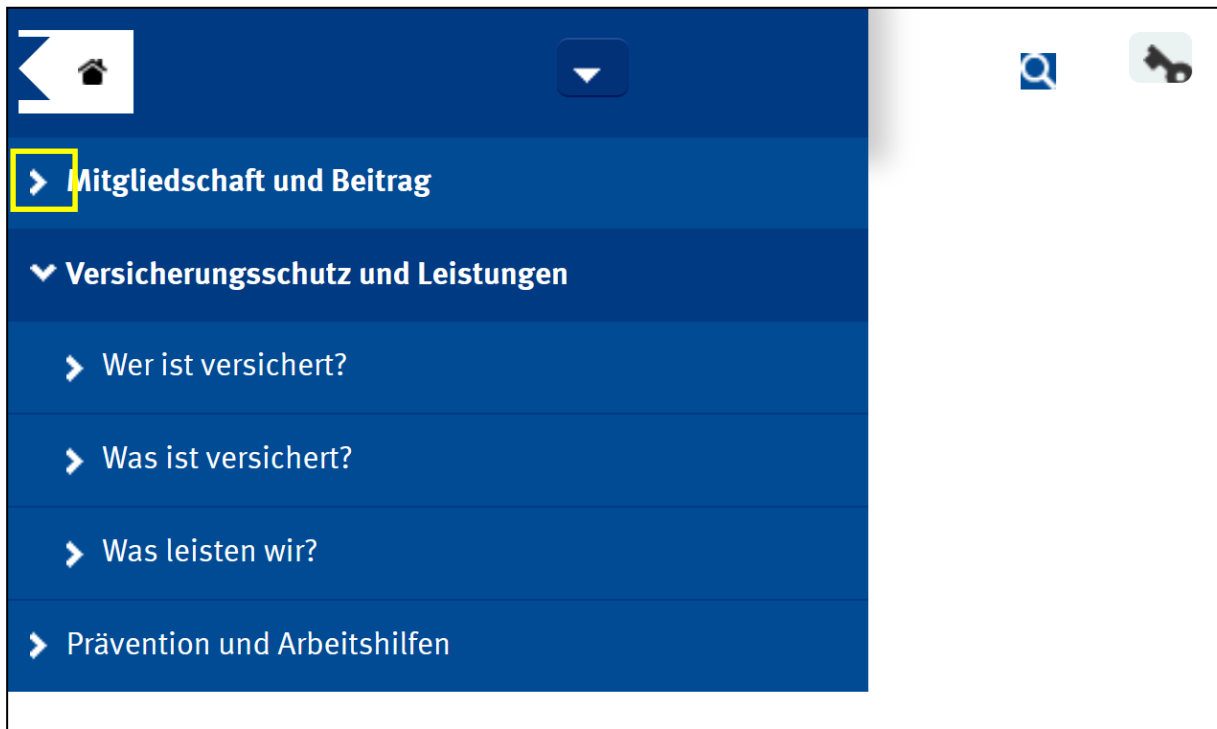 Mitgliedschaft und Beitrag
Versicherungsschutz und Leistungen
Wer ist versichert?
Was ist versichert?
Was leisten wir?
Prävention und Arbeitshilfen